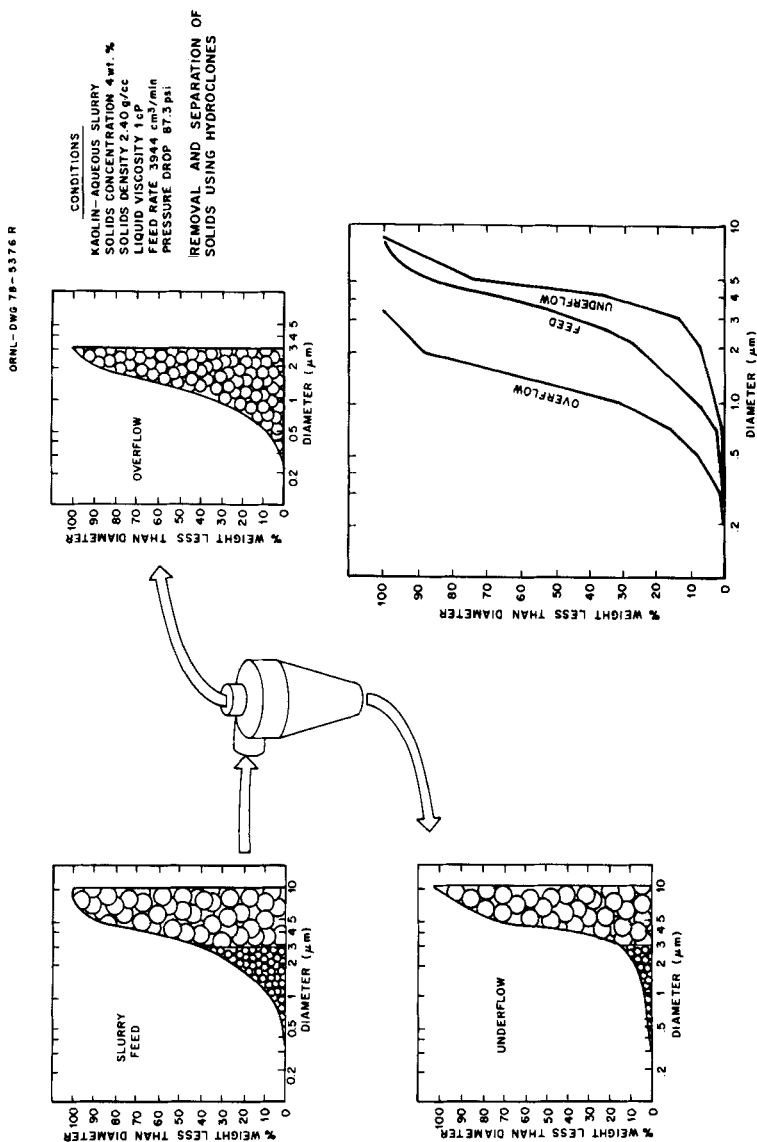 ORNL-DWG 78-5376 R
CONDITIONS
KAOLIN-AQUEOUS SLURRY
SOLIDS CONCENTRATION 4 wt. %
SOLIDS DENSITY 2.40 g/cc
LIQUID VISCOSITY 1 cP
FEED RATE 3944 cm³/min
PRESSURE DROP 87.3 psi
REMOVAL AND SEPARATION OF
SOLIDS USING HYDROCLONES
% WEIGHT LESS THAN DIAMETER
100
90
80
70
60
50
40
30
20
10
0
SLURRY
FEED
0.2 0.5 1 2 3 4 5 10
DIAMETER (μm)
% WEIGHT LESS THAN DIAMETER
100
90
80
70
60
50
40
30
20
10
0
OVERFLOW
0.2 0.5 1 2 3 4 5
DIAMETER (μm)
% WEIGHT LESS THAN DIAMETER
100
90
80
70
60
50
40
30
20
10
0
UNDERFLOW
.2 .5 1 2 3 4 5 10
DIAMETER (μm)
% WEIGHT LESS THAN DIAMETER
100
90
80
70
60
50
40
30
20
10
0
OVERFLOW
FEED
UNDERFLOW
.2 .5 1.0 2 3 4 5 10
DIAMETER (μm)